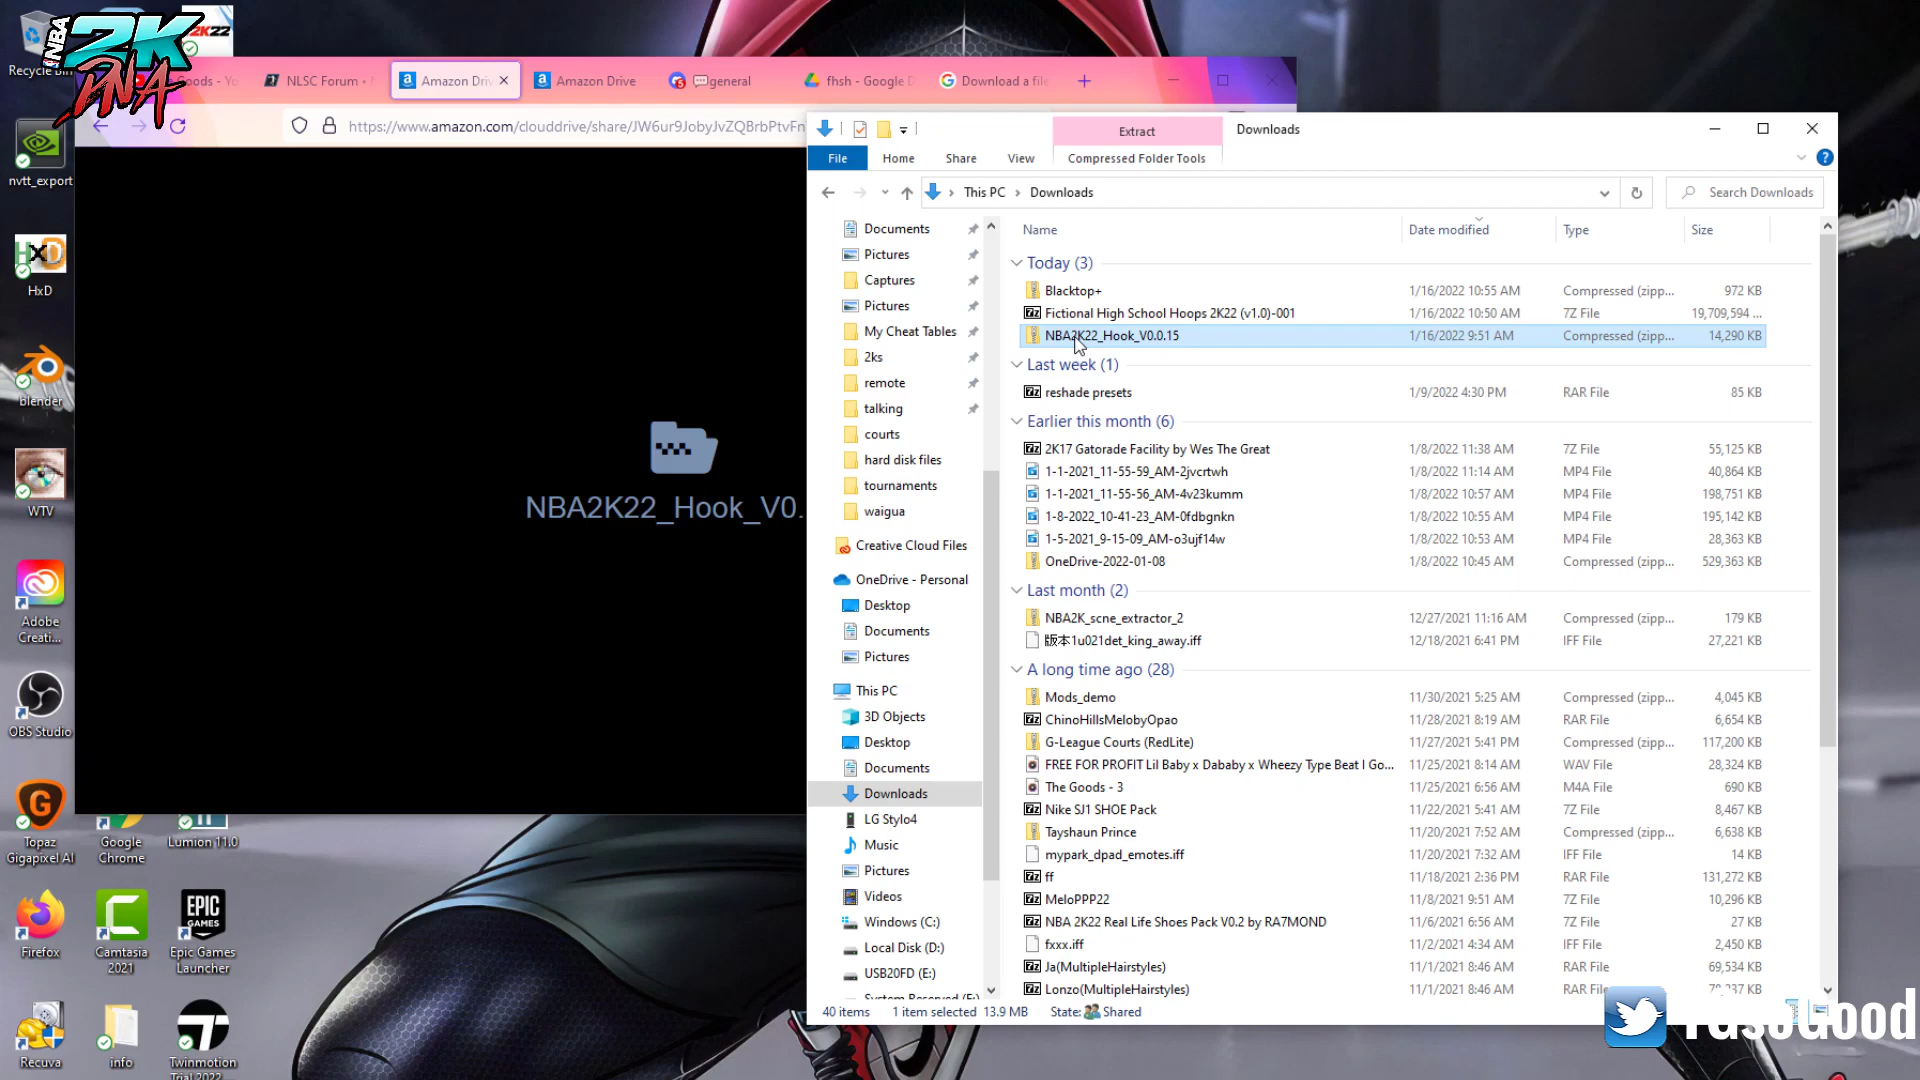 Recycle Bin
NBA 2K DNA
2K22
Goods - Yo
NLSC Forum •
Amazon Driv
Amazon Drive
general
fhsh - Google D
Download a file
https://www.amazon.com/clouddrive/share/JW6ur9JobyJvZQBrbPtvFn
NBA2K22_Hook_V0.
nvtt_export
HxD
blender
WTV
Adobe
Creati...
OBS Studio
Topaz
Gigapixel AI
Google
Chrome
Lumion 11.0
Firefox
Camtasia
2021
EPIC
GAMES
Epic Games
Launcher
Recuva
info
Twinmotion
Trial 2022
Extract
Downloads
File
Home
Share
View
Compressed Folder Tools
This PC
Downloads
Search Downloads
Documents
Pictures
Captures
Pictures
My Cheat Tables
2ks
remote
talking
courts
hard disk files
tournaments
waigua
Creative Cloud Files
OneDrive - Personal
Desktop
Documents
Pictures
This PC
3D Objects
Desktop
Documents
Downloads
LG Stylo4
Music
Pictures
Videos
Windows (C:)
Local Disk (D:)
USB20FD (E:)
System Reserved (F:)
Name Date modified Type Size
Today (3)
Blacktop+ 1/16/2022 10:55 AM Compressed (zipp... 972 KB
Fictional High School Hoops 2K22 (v1.0)-001 1/16/2022 10:50 AM 7Z File 19,709,594 ...
NBA2K22_Hook_V0.0.15 1/16/2022 9:51 AM Compressed (zipp... 14,290 KB
Last week (1)
reshade presets 1/9/2022 4:30 PM RAR File 85 KB
Earlier this month (6)
2K17 Gatorade Facility by Wes The Great 1/8/2022 11:38 AM 7Z File 55,125 KB
1-1-2021_11-55-59_AM-2jvcrtwh 1/8/2022 11:14 AM MP4 File 40,864 KB
1-1-2021_11-55-56_AM-4v23kumm 1/8/2022 10:57 AM MP4 File 198,751 KB
1-8-2022_10-41-23_AM-0fdbgnkn 1/8/2022 10:55 AM MP4 File 195,142 KB
1-5-2021_9-15-09_AM-o3ujf14w 1/8/2022 10:53 AM MP4 File 28,363 KB
OneDrive-2022-01-08 1/8/2022 10:45 AM Compressed (zipp... 529,363 KB
Last month (2)
NBA2K_scne_extractor_2 12/27/2021 11:16 AM Compressed (zipp... 179 KB
版本1u021det_king_away.iff 12/18/2021 6:41 PM IFF File 27,221 KB
A long time ago (28)
Mods_demo 11/30/2021 5:25 AM Compressed (zipp... 4,045 KB
ChinoHillsMelobyOpao 11/28/2021 8:19 AM RAR File 6,654 KB
G-League Courts (RedLite) 11/27/2021 5:41 PM Compressed (zipp... 117,200 KB
FREE FOR PROFIT Lil Baby x Dababy x Wheezy Type Beat I Go... 11/25/2021 8:14 AM WAV File 28,324 KB
The Goods - 3 11/25/2021 6:56 AM M4A File 690 KB
Nike SJ1 SHOE Pack 11/22/2021 5:41 AM 7Z File 8,467 KB
Tayshaun Prince 11/20/2021 7:52 AM Compressed (zipp... 6,638 KB
mypark_dpad_emotes.iff 11/20/2021 7:32 AM IFF File 14 KB
ff 11/18/2021 2:36 PM RAR File 131,272 KB
MeloPPP22 11/8/2021 9:51 AM 7Z File 10,296 KB
NBA 2K22 Real Life Shoes Pack V0.2 by RA7MOND 11/6/2021 6:56 AM 7Z File 27 KB
fxxx.iff 11/2/2021 4:34 AM IFF File 2,450 KB
Ja(MultipleHairstyles) 11/1/2021 8:46 AM RAR File 69,534 KB
Lonzo(MultipleHairstyles) 11/1/2021 8:46 AM RAR File
40 items 1 item selected 13.9 MB State: Shared